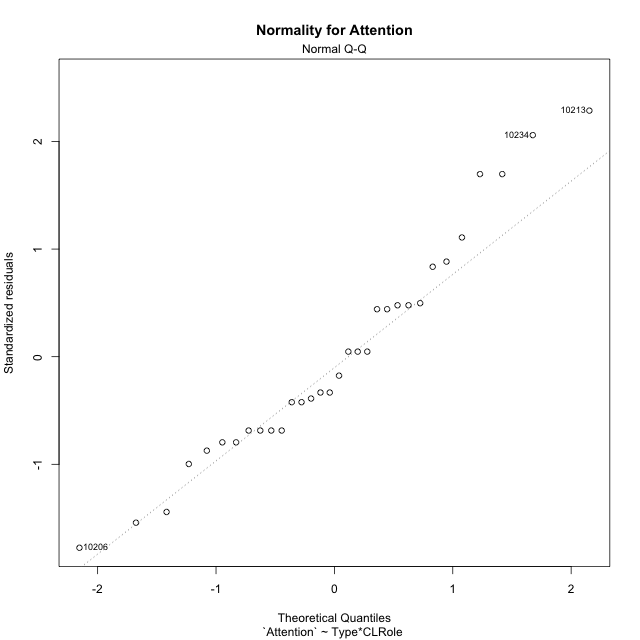 Normality for Attention
Normal Q-Q
10213
10234
10206
2
1
0
-1
Standardized residuals
-2 -1 0 1 2
Theoretical Quantiles
`Attention` ~ Type*CLRole